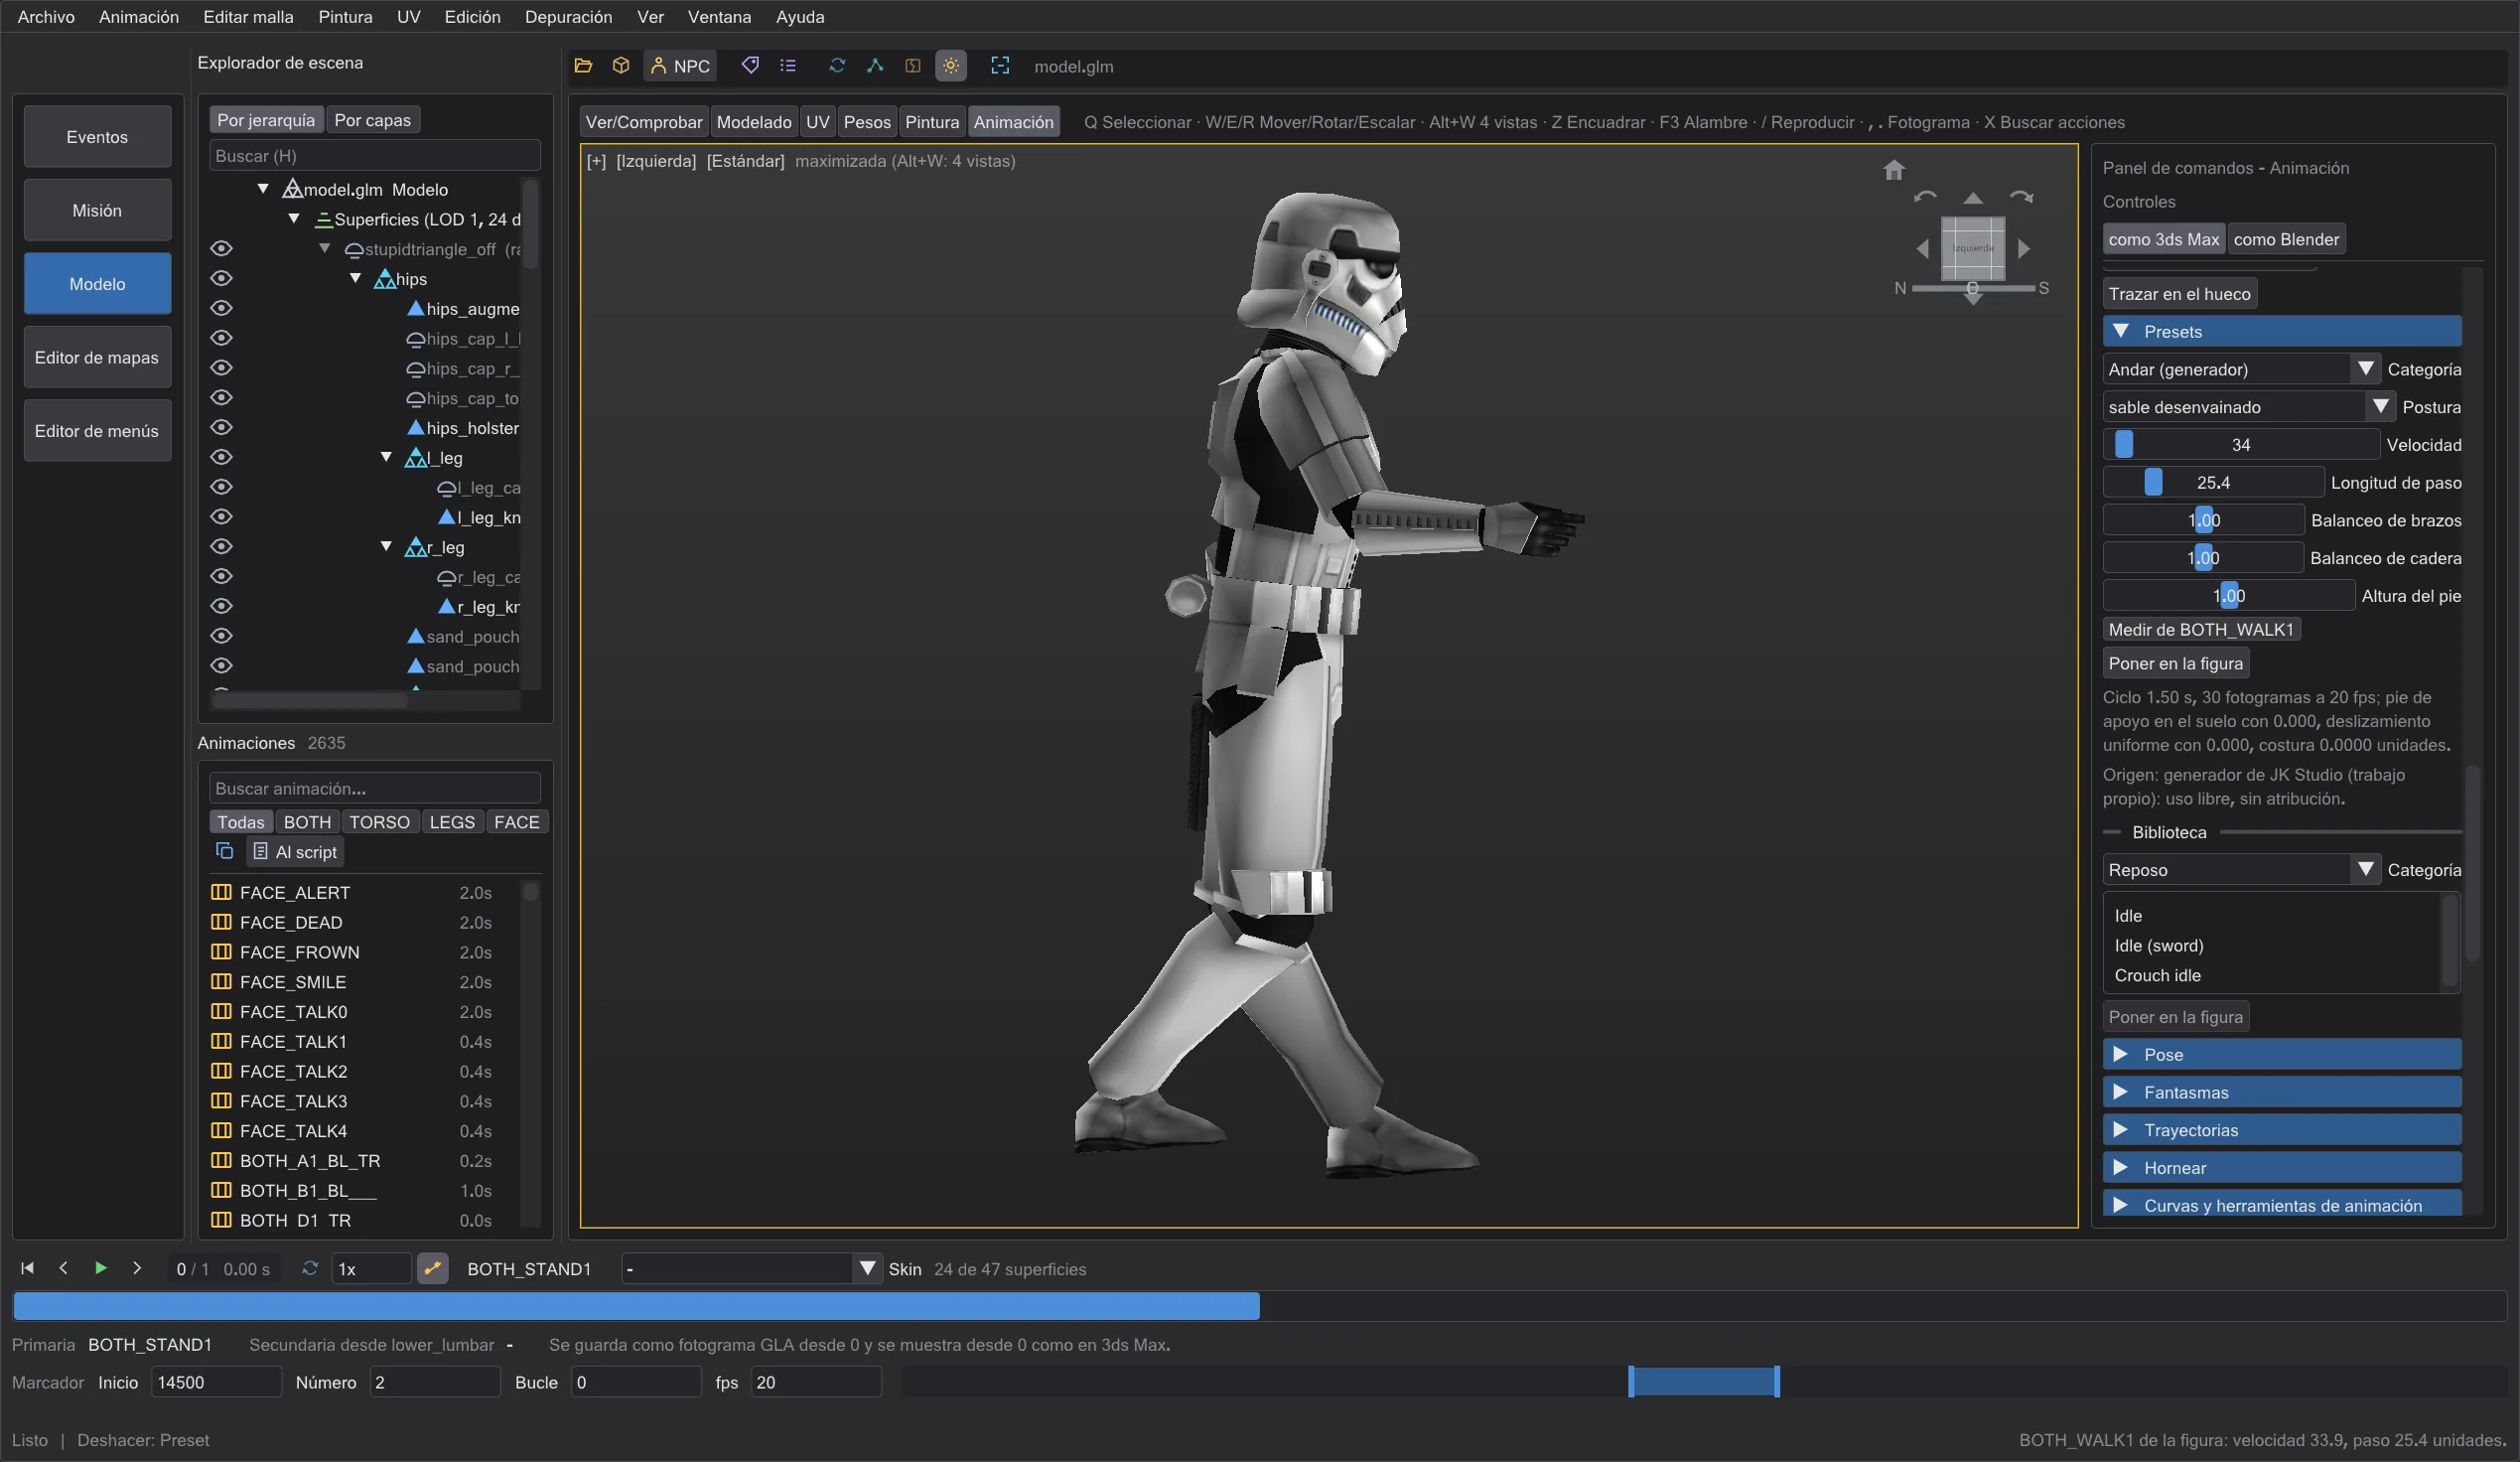 Archivo Animación Editar malla Pintura UV Edición Depuración Ver Ventana Ayuda
Explorador de escena
NPC
model.glm
Eventos
Misión
Modelo
Editor de mapas
Editor de menús
Por jerarquía Por capas
Buscar (H)
model.glm Modelo
Superficies (LOD 1, 24 d
stupidtriangle_off (ra
hips
hips_augme
hips_cap_l_l
hips_cap_r_
hips_cap_to
hips_holster
l_leg
l_leg_ca
l_leg_kn
r_leg
r_leg_ca
r_leg_kn
sand_pouch
sand_pouch
Animaciones 2635
Buscar animación...
Todas BOTH TORSO LEGS FACE
Al script
FACE_ALERT 2.0s
FACE_DEAD 2.0s
FACE_FROWN 2.0s
FACE_SMILE 2.0s
FACE_TALK0 2.0s
FACE_TALK1 0.4s
FACE_TALK2 0.4s
FACE_TALK3 0.4s
FACE_TALK4 0.4s
BOTH_A1_BL_TR 0.2s
BOTH_B1_BL___ 1.0s
BOTH_D1_TR 0.0s
Ver/Comprobar Modelado UV Pesos Pintura Animación
Q Seleccionar · W/E/R Mover/Rotar/Escalar · Alt+W 4 vistas · Z Encuadrar · F3 Alambre · / Reproducir · , . Fotograma · X Buscar acciones
[+] [Izquierda] [Estándar] maximizada (Alt+W: 4 vistas)
Izquierda
N O S
Panel de comandos - Animación
Controles
como 3ds Max como Blender
Trazar en el hueco
Presets
Andar (generador) Categoría
sable desenvainado Postura
34 Velocidad
25.4 Longitud de paso
1.00 Balanceo de brazos
1.00 Balanceo de cadera
1.00 Altura del pie
Medir de BOTH_WALK1
Poner en la figura
Ciclo 1.50 s, 30 fotogramas a 20 fps; pie de
apoyo en el suelo con 0.000, deslizamiento
uniforme con 0.000, costura 0.0000 unidades.
Origen: generador de JK Studio (trabajo
propio): uso libre, sin atribución.
Biblioteca
Reposo Categoría
Idle
Idle (sword)
Crouch idle
Poner en la figura
Pose
Fantasmas
Trayectorias
Hornear
Curvas y herramientas de animación
0 / 1 0.00 s 1x BOTH_STAND1 - Skin 24 de 47 superficies
Primaria BOTH_STAND1 Secundaria desde lower_lumbar - Se guarda como fotograma GLA desde 0 y se muestra desde 0 como en 3ds Max.
Marcador Inicio 14500 Número 2 Bucle 0 fps 20
Listo | Deshacer: Preset
BOTH_WALK1 de la figura: velocidad 33.9, paso 25.4 unidades.